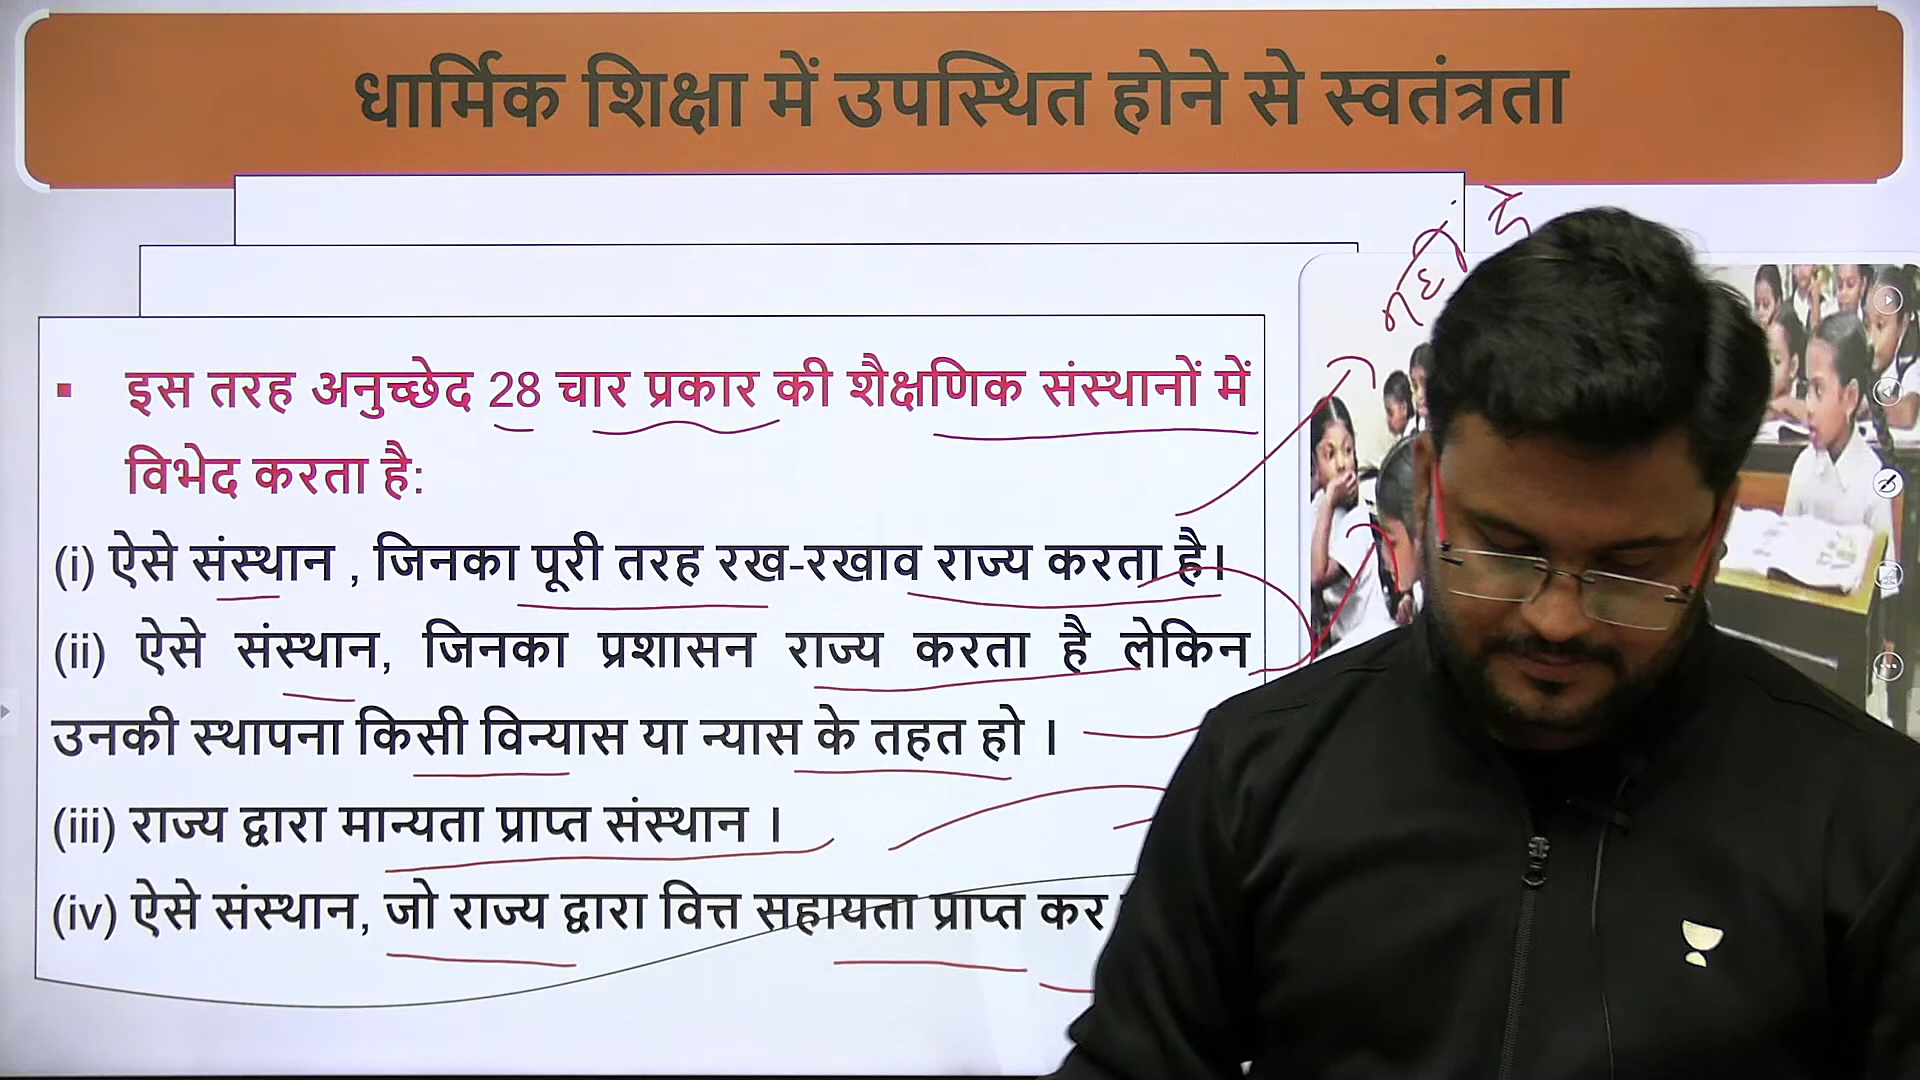 धार्मिक शिक्षा में उपस्थित होने से स्वतंत्रता
नहीं दे
▪ इस तरह अनुच्छेद 28 चार प्रकार की शैक्षणिक संस्थानों में
विभेद करता है:
(i) ऐसे संस्थान , जिनका पूरी तरह रख-रखाव राज्य करता है।
(ii) ऐसे संस्थान, जिनका प्रशासन राज्य करता है लेकिन
उनकी स्थापना किसी विन्यास या न्यास के तहत हो ।
(iii) राज्य द्वारा मान्यता प्राप्त संस्थान ।
(iv) ऐसे संस्थान, जो राज्य द्वारा वित्त सहायता प्राप्त कर